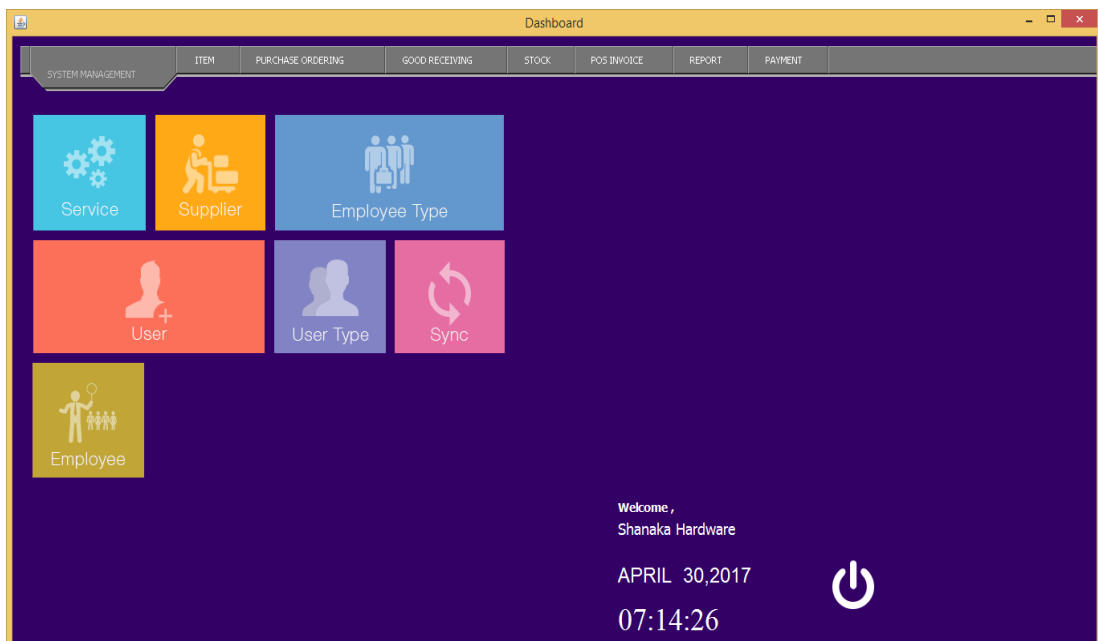 Dashboard
SYSTEM MANAGEMENT
ITEM
PURCHASE ORDERING
GOOD RECEIVING
STOCK
POS INVOICE
REPORT
PAYMENT
Service
Supplier
Employee Type
User
User Type
Sync
Employee
Welcome ,
Shanaka Hardware
APRIL 30,2017
07:14:26